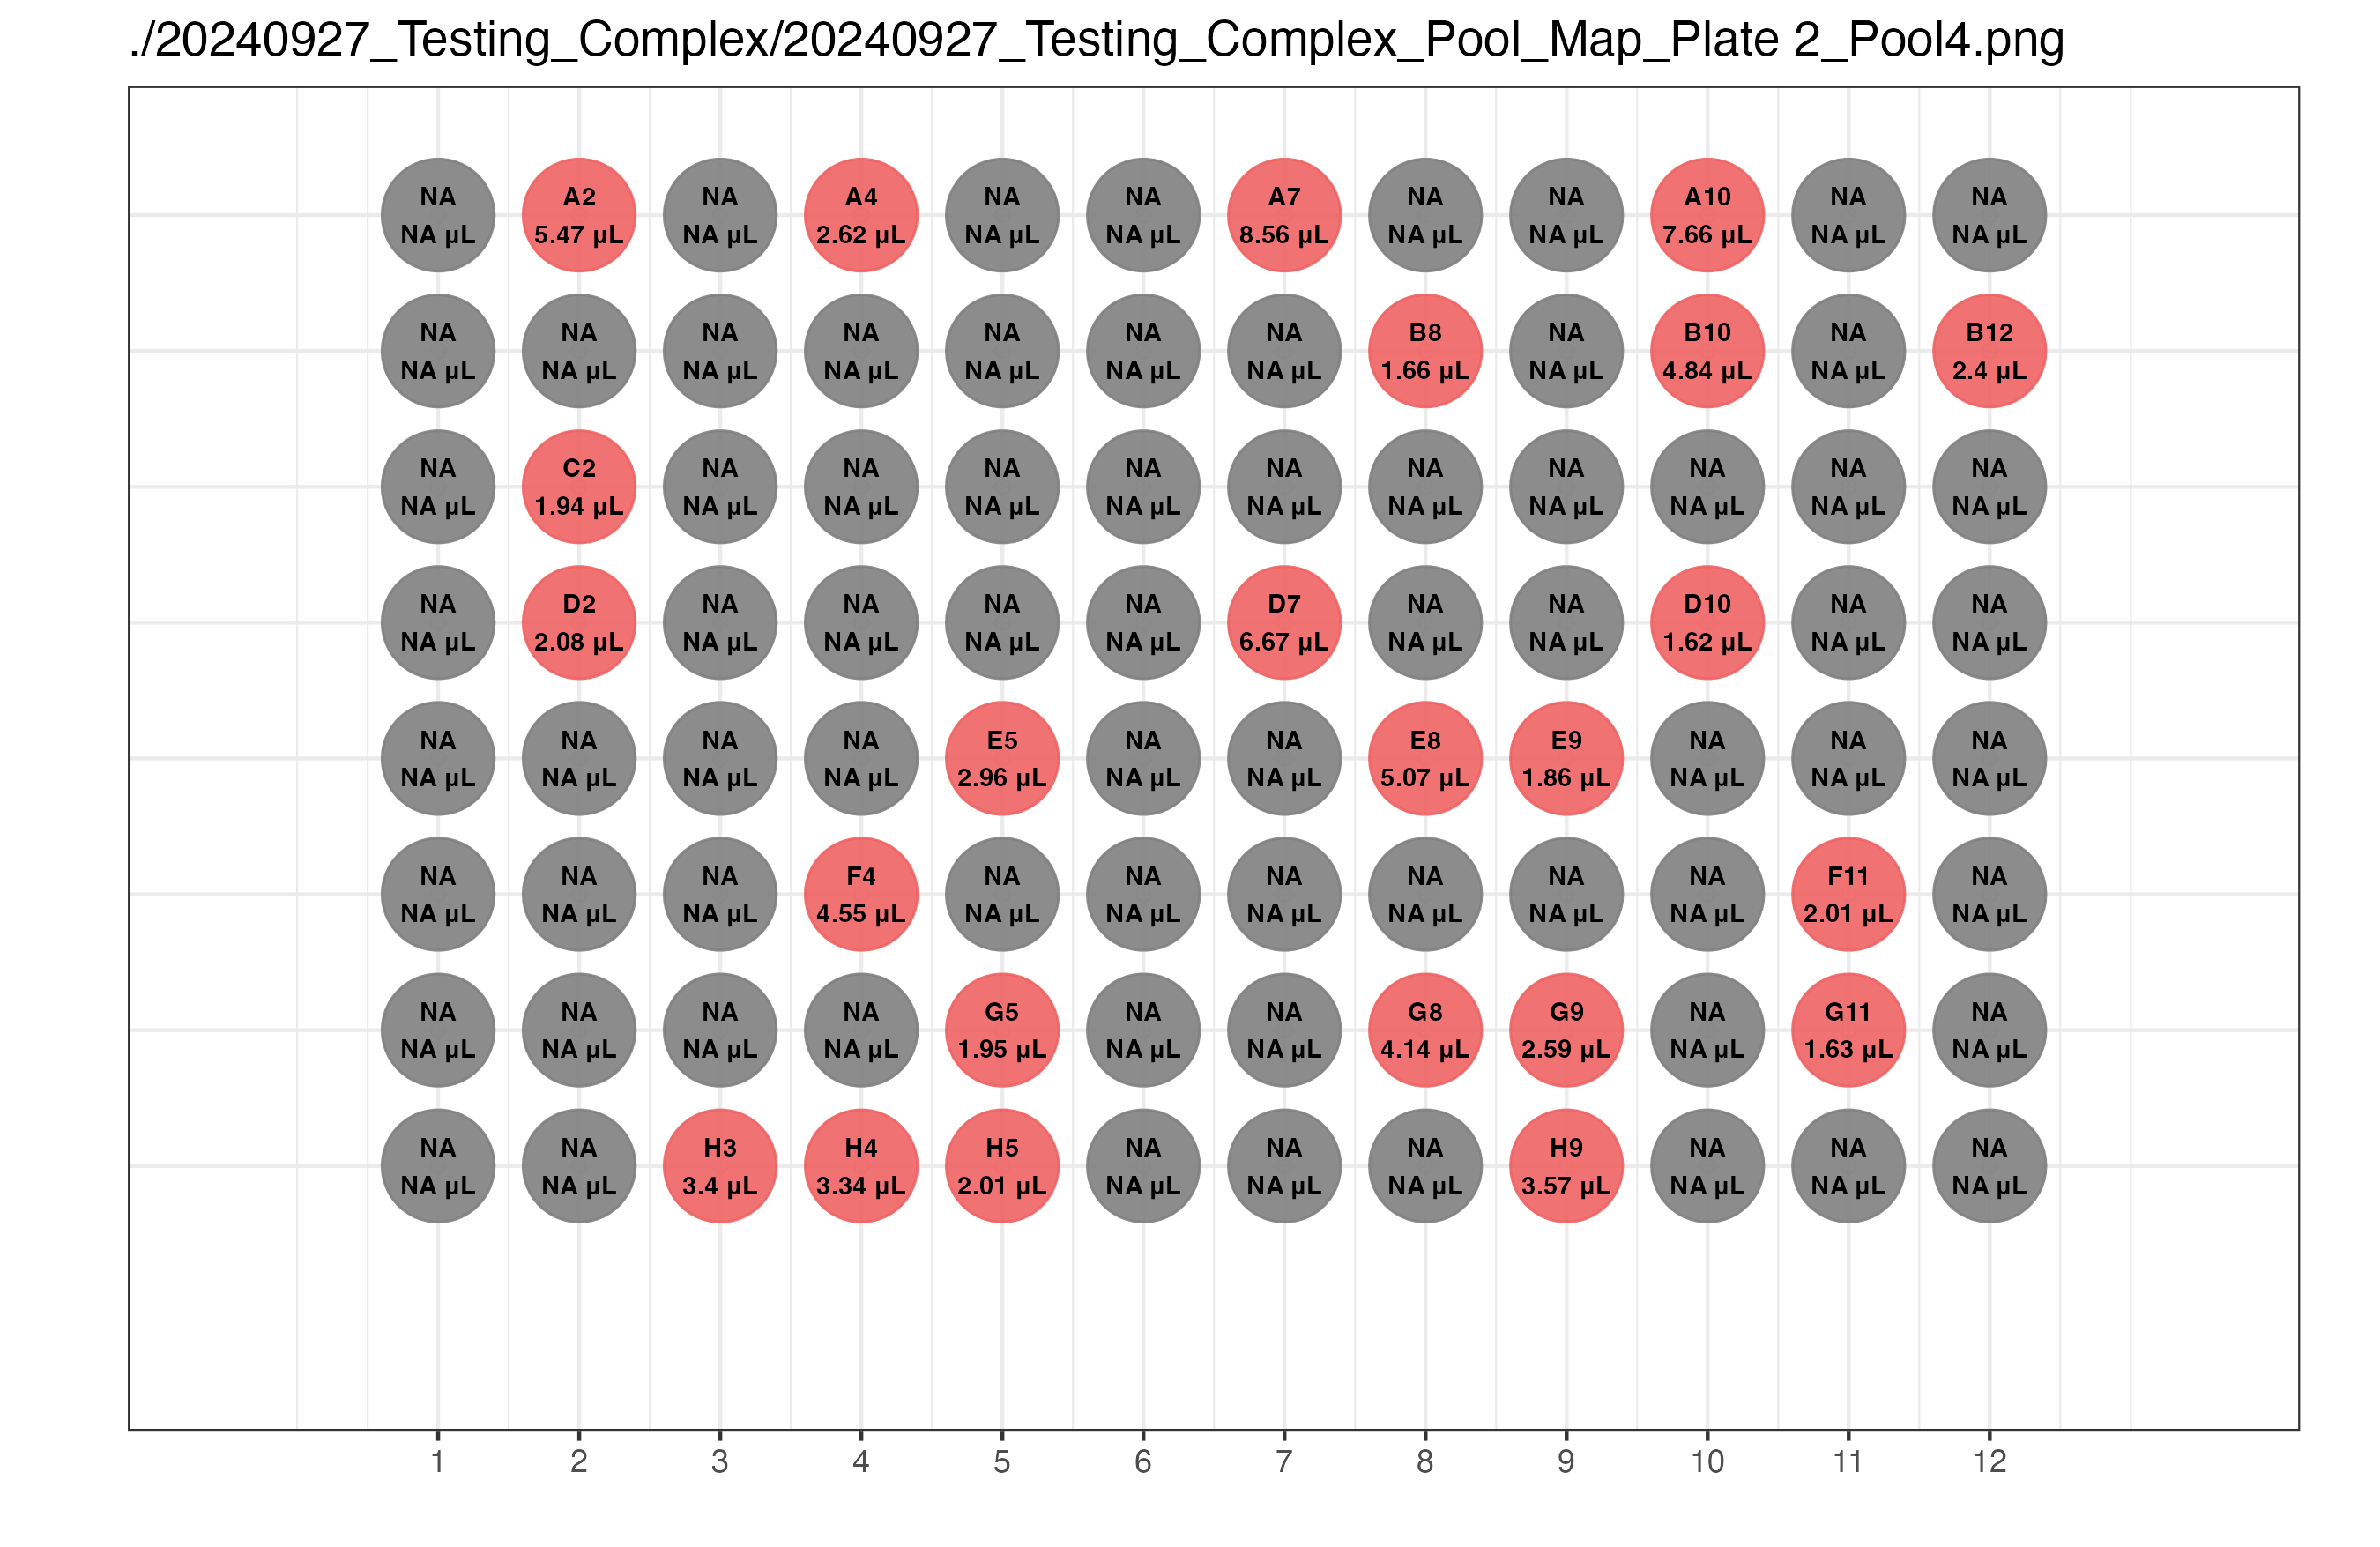 ./20240927_Testing_Complex/20240927_Testing_Complex_Pool_Map_Plate 2_Pool4.png
NA A2 NA A4 NA NA A7 NA NA A10 NA NA
NA µL 5.47 µL NA µL 2.62 µL NA µL NA µL 8.56 µL NA µL NA µL 7.66 µL NA µL NA µL
NA NA NA NA NA NA NA B8 NA B10 NA B12
NA µL NA µL NA µL NA µL NA µL NA µL NA µL 1.66 µL NA µL 4.84 µL NA µL 2.4 µL
NA C2 NA NA NA NA NA NA NA NA NA NA
NA µL 1.94 µL NA µL NA µL NA µL NA µL NA µL NA µL NA µL NA µL NA µL NA µL
NA D2 NA NA NA NA D7 NA NA D10 NA NA
NA µL 2.08 µL NA µL NA µL NA µL NA µL 6.67 µL NA µL NA µL 1.62 µL NA µL NA µL
NA NA NA NA E5 NA NA E8 E9 NA NA NA
NA µL NA µL NA µL NA µL 2.96 µL NA µL NA µL 5.07 µL 1.86 µL NA µL NA µL NA µL
NA NA NA F4 NA NA NA NA NA NA F11 NA
NA µL NA µL NA µL 4.55 µL NA µL NA µL NA µL NA µL NA µL NA µL 2.01 µL NA µL
NA NA NA NA G5 NA NA G8 G9 NA G11 NA
NA µL NA µL NA µL NA µL 1.95 µL NA µL NA µL 4.14 µL 2.59 µL NA µL 1.63 µL NA µL
NA NA H3 H4 H5 NA NA NA H9 NA NA NA
NA µL NA µL 3.4 µL 3.34 µL 2.01 µL NA µL NA µL NA µL 3.57 µL NA µL NA µL NA µL
1 2 3 4 5 6 7 8 9 10 11 12